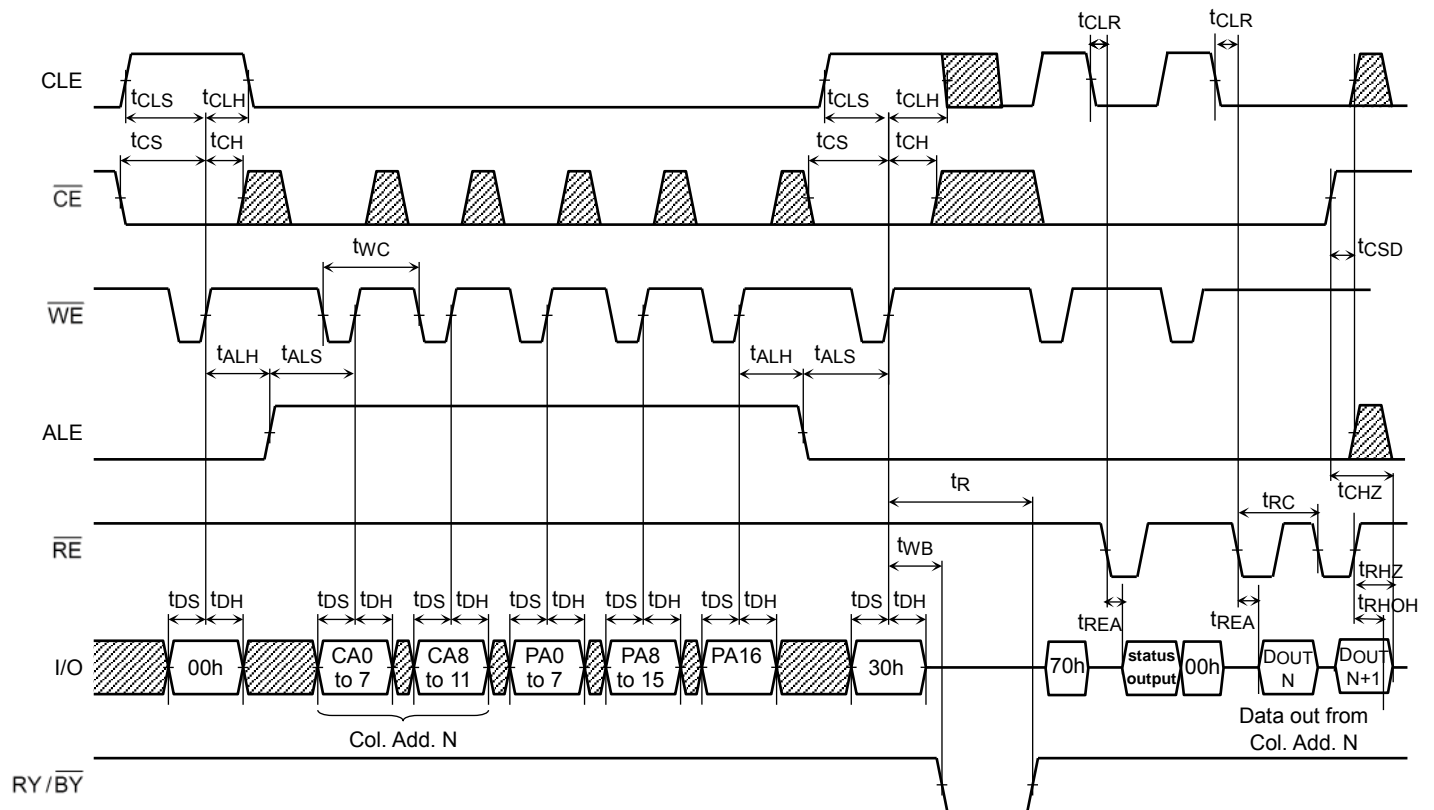 tCLR tCLR
CLE
tCLS tCLH tCLS tCLH
tCS tCH tCS tCH
CE
tWC tCSD
WE
tALH tALS tALH tALS
ALE
tR tCHZ
tRC
RE
tWB
tRHZ
tDS tDH tDS tDH tDS tDH tDS tDH tDS tDH tDS tDH tDS tDH
tRHOH
tREA tREA
I/O 00h CA0 to 7 CA8 to 11 PA0 to 7 PA8 to 15 PA16 30h 70h status output 00h DOUT N DOUT N+1
Col. Add. N
Data out from
Col. Add. N
RY/BY